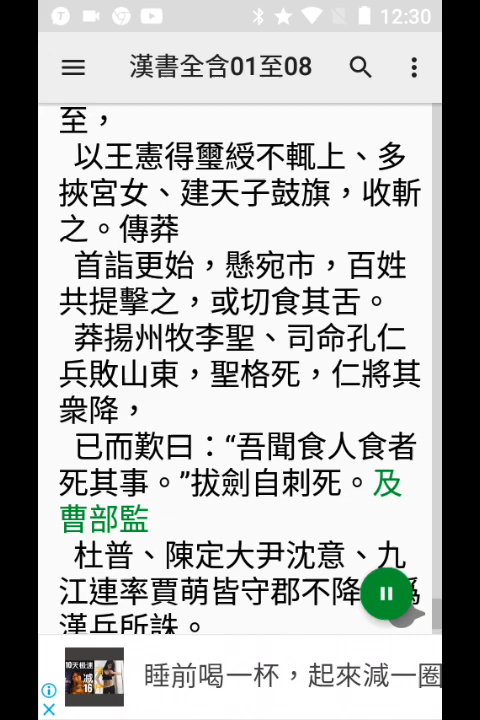 12:30
漢書全含01至08
至，
以王憲得璽綬不輒上、多
挾宮女、建天子鼓旗，收斬
之。傳莽
首詣更始，懸宛市，百姓
共提擊之，或切食其舌。
莽揚州牧李聖、司命孔仁
兵敗山東，聖格死，仁將其
衆降，
已而歎曰：“吾聞食人食者
死其事。”拔劍自刺死。及
曹部監
杜普、陳定大尹沈意、九
江連率賈萌皆守郡不降
漢兵所誅。
睡前喝一杯，起來減一圈